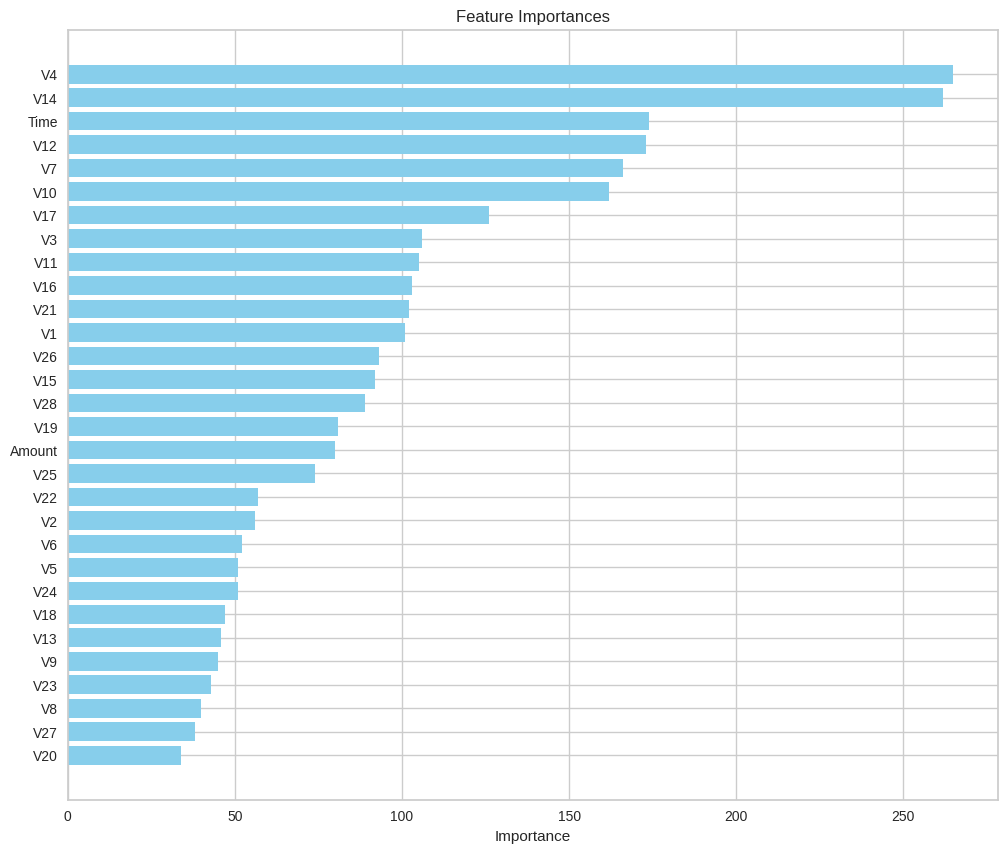 Feature Importances
V4
V14
Time
V12
V7
V10
V17
V3
V11
V16
V21
V1
V26
V15
V28
V19
Amount
V25
V22
V2
V6
V5
V24
V18
V13
V9
V23
V8
V27
V20
0 50 100 150 200 250
Importance